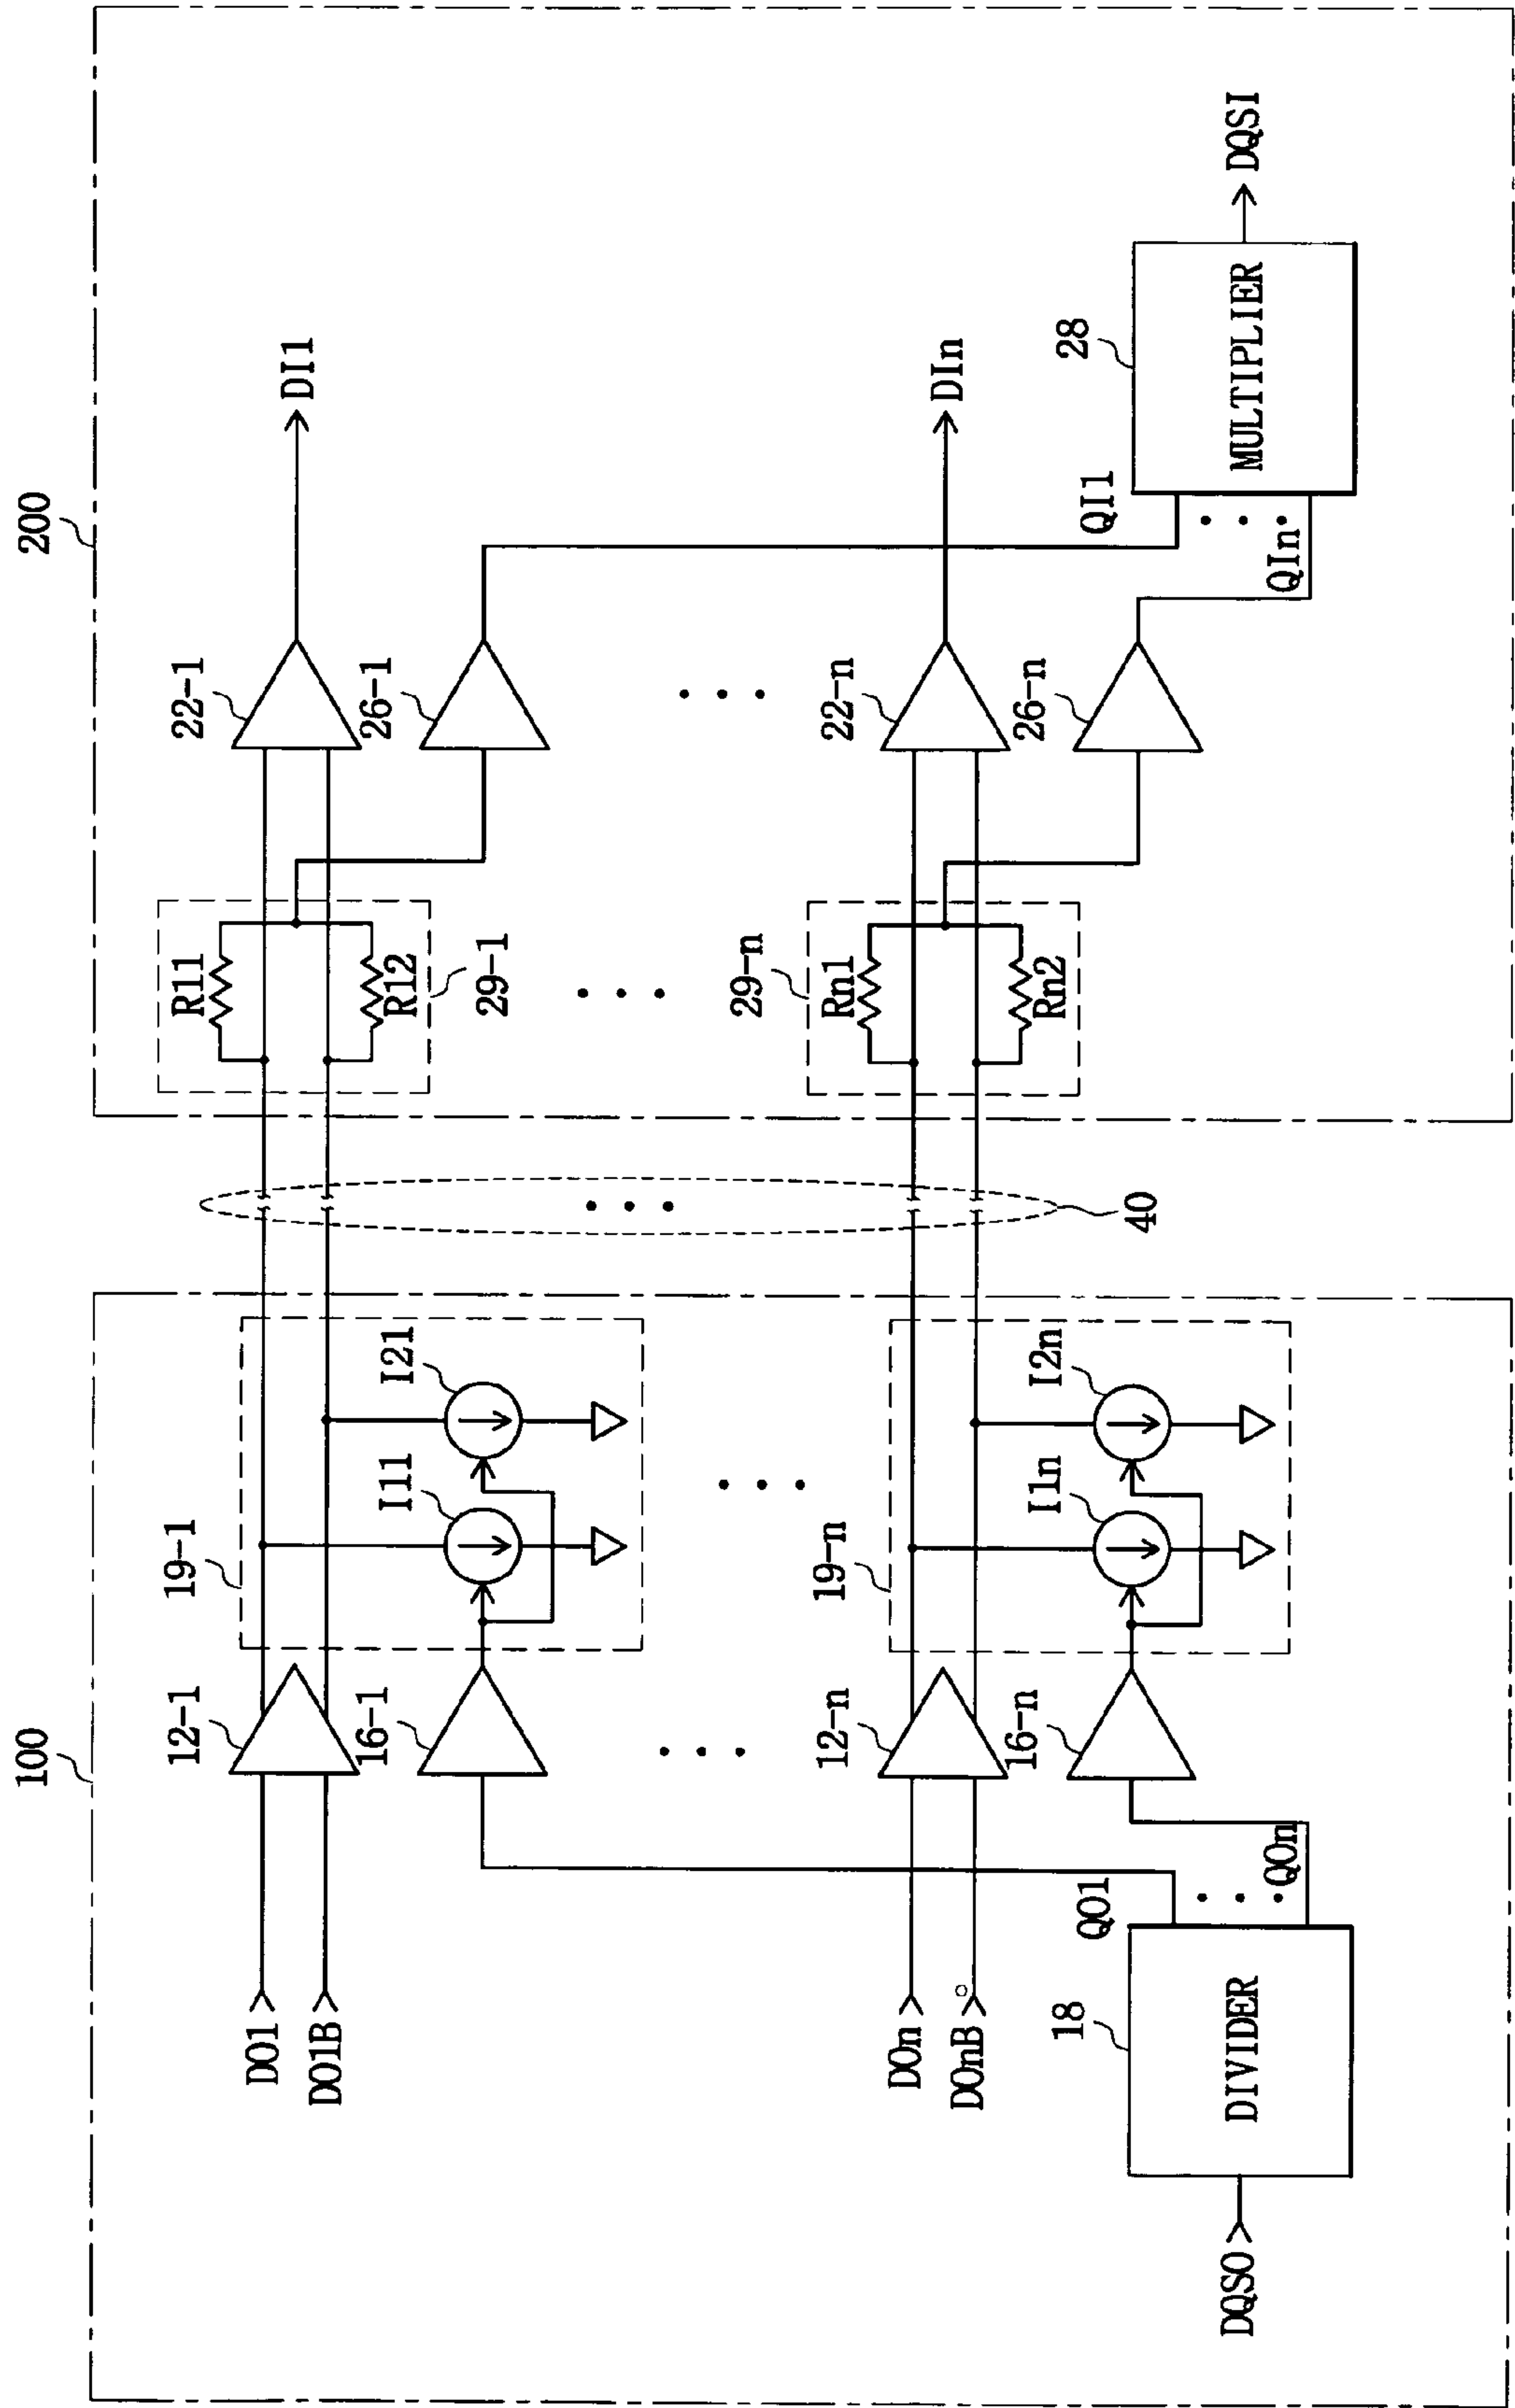 100
200
DO1
DO1B
12-1
16-1
19-1
I11
I21
R11
R12
29-1
22-1
26-1
DI1
DOn
DOnB
12-n
16-n
19-n
I1n
I2n
40
Rn1
Rn2
29-n
22-n
26-n
DIn
DQSO
18
DIVIDER
QO1
QOn
QI1
QIn
28
MULTIPLIER
DQSI